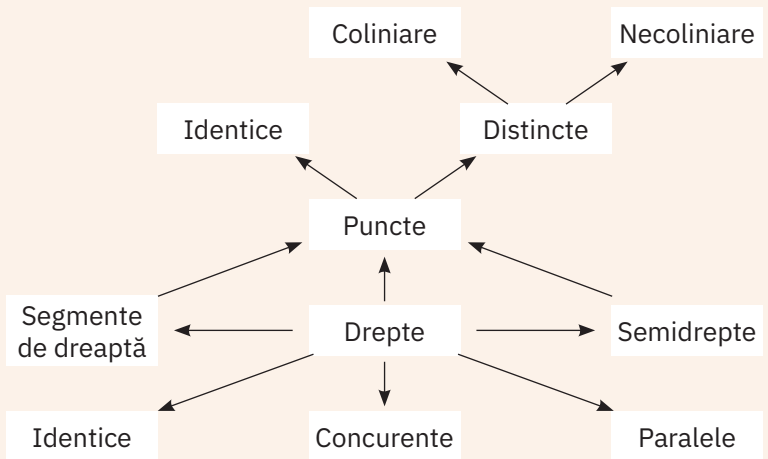 Coliniare
Necoliniare
Identice
Distincte
Puncte
Segmente
de dreaptă
Drepte
Semidrepte
Identice
Concurente
Paralele